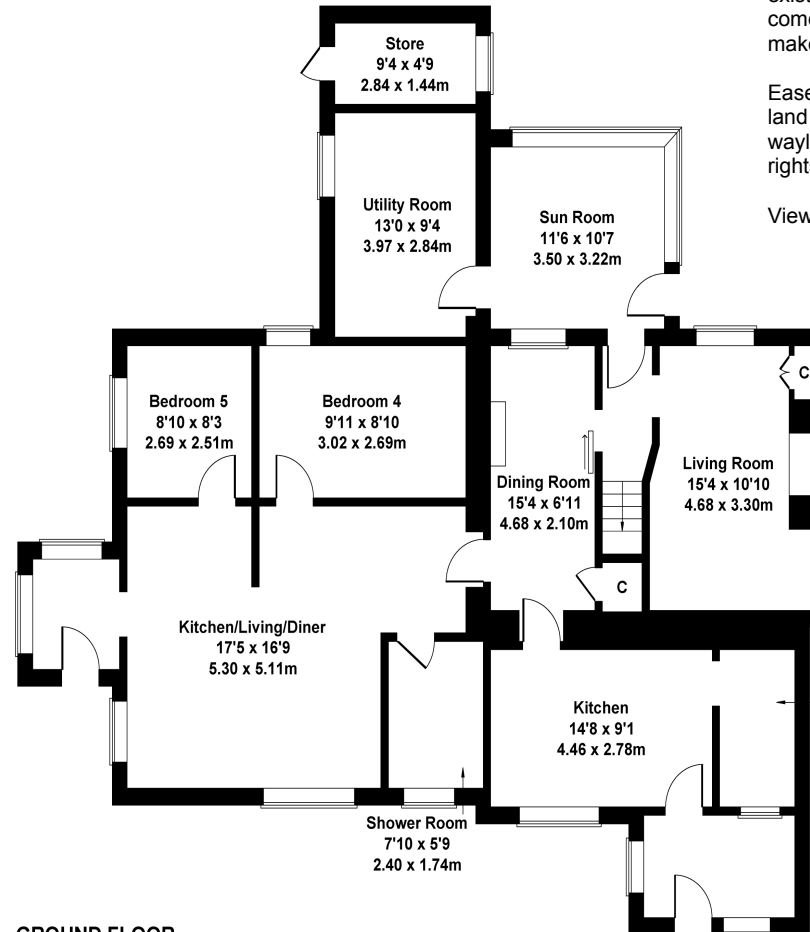 come
make
Ease
land
wayl
right
View
Store
9'4 x 4'9
2.84 x 1.44m
Utility Room
13'0 x 9'4
3.97 x 2.84m
Sun Room
11'6 x 10'7
3.50 x 3.22m
Bedroom 5
8'10 x 8'3
2.69 x 2.51m
Bedroom 4
9'11 x 8'10
3.02 x 2.69m
C
Dining Room
15'4 x 6'11
4.68 x 2.10m
Living Room
15'4 x 10'10
4.68 x 3.30m
C
Kitchen/Living/Diner
17'5 x 16'9
5.30 x 5.11m
Kitchen
14'8 x 9'1
4.46 x 2.78m
Shower Room
7'10 x 5'9
2.40 x 1.74m
GROUND FLOOR